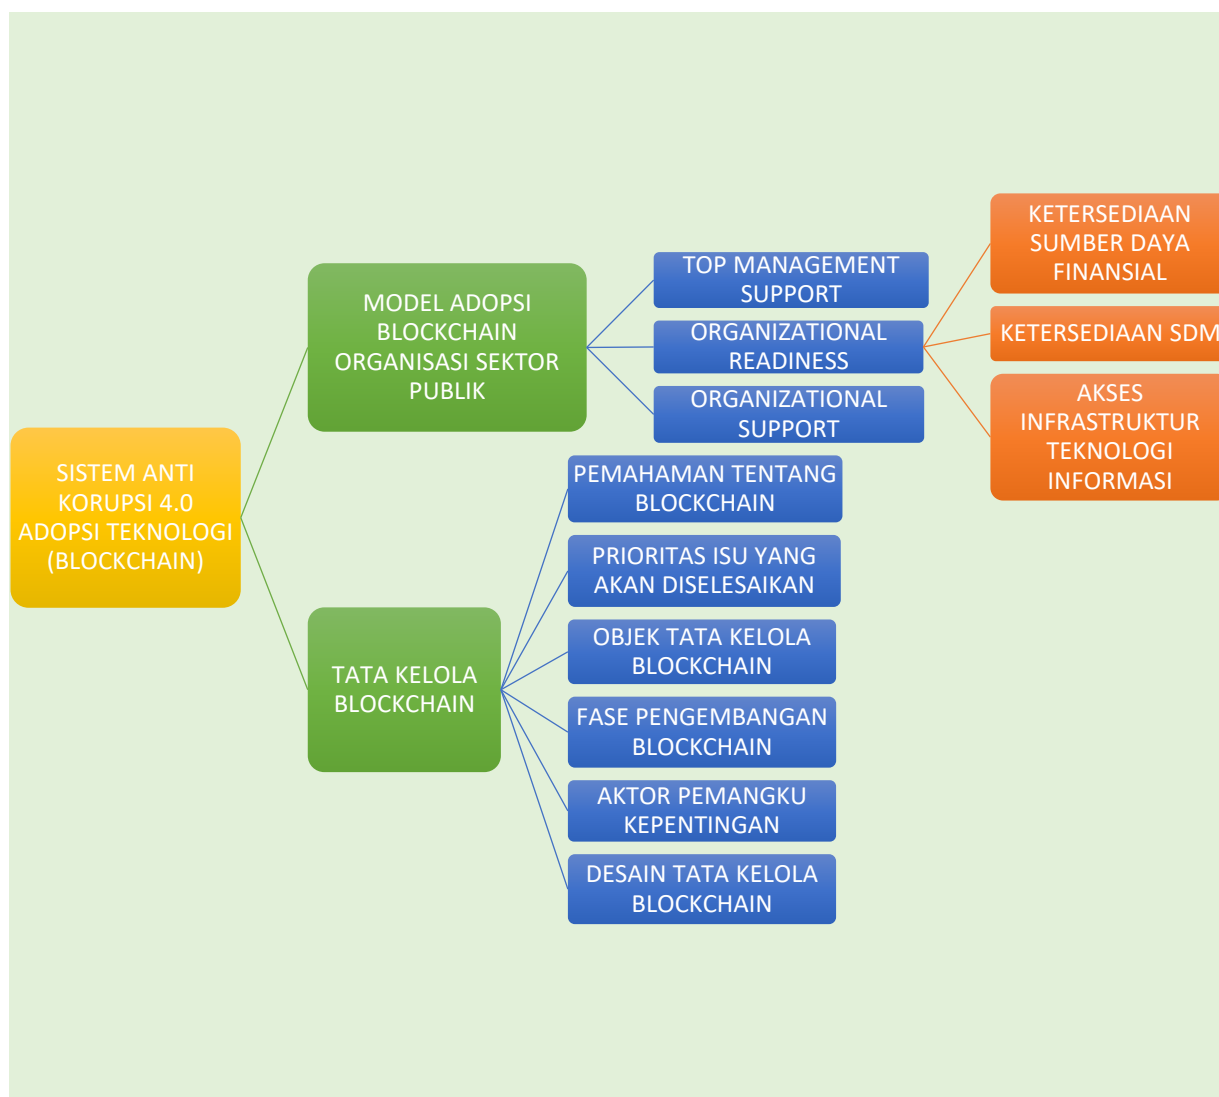 SISTEM ANTI
KORUPSI 4.0
ADOPSI TEKNOLOGI
(BLOCKCHAIN)
MODEL ADOPSI
BLOCKCHAIN
ORGANISASI SEKTOR
PUBLIK
TOP MANAGEMENT
SUPPORT
ORGANIZATIONAL
READINESS
KETERSEDIAAN
SUMBER DAYA
FINANSIAL
KETERSEDIAAN SDM
AKSES
INFRASTRUKTUR
TEKNOLOGI
INFORMASI
ORGANIZATIONAL
SUPPORT
TATA KELOLA
BLOCKCHAIN
PEMAHAMAN TENTANG
BLOCKCHAIN
PRIORITAS ISU YANG
AKAN DISELESAIKAN
OBJEK TATA KELOLA
BLOCKCHAIN
FASE PENGEMBANGAN
BLOCKCHAIN
AKTOR PEMANGKU
KEPENTINGAN
DESAIN TATA KELOLA
BLOCKCHAIN